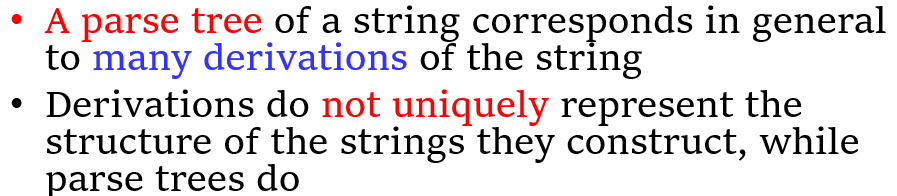 • A parse tree of a string corresponds in general
to many derivations of the string
• Derivations do not uniquely represent the
structure of the strings they construct, while
parse trees do